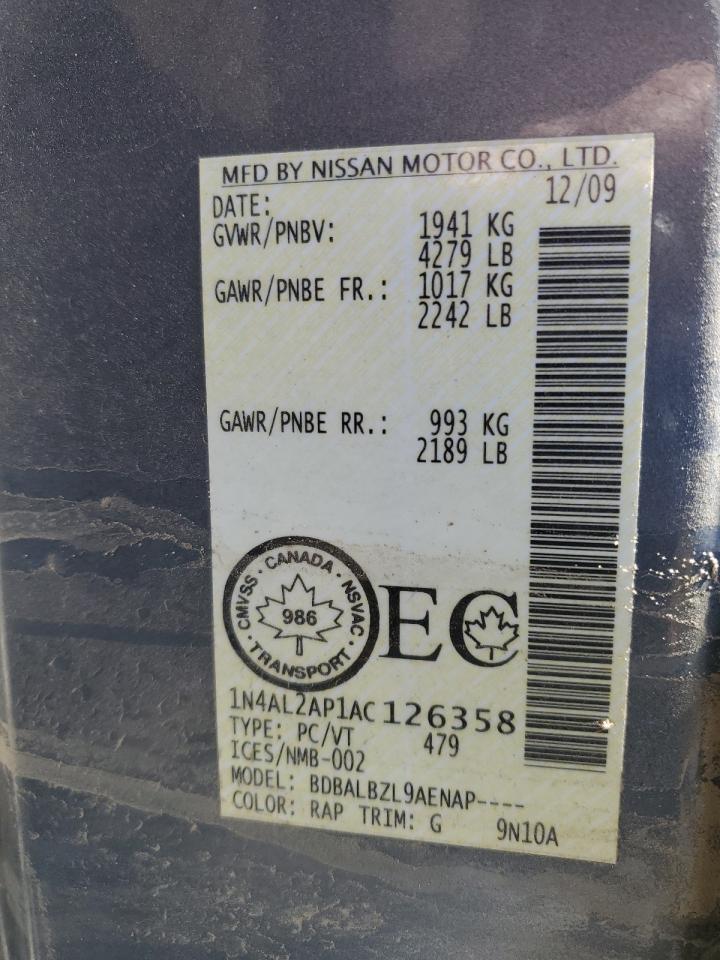 MFD BY NISSAN MOTOR CO., LTD.
DATE: 12/09
GVWR/PNBV: 1941 KG
4279 LB
GAWR/PNBE FR.: 1017 KG
2242 LB
GAWR/PNBE RR.: 993 KG
2189 LB
CMVSS · CANADA · NSVAC · TRANSPORT ·
986
EC
1N4AL2AP1AC126358
TYPE: PC/VT 479
ICES/NMB-002
MODEL: BDBALBZL9AENAP----
COLOR: RAP TRIM: G 9N10A